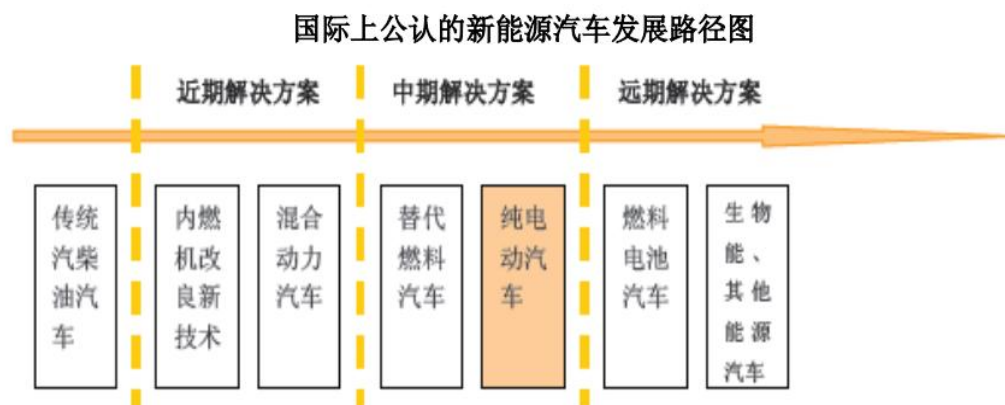 国际上公认的新能源汽车发展路径图
近期解决方案
中期解决方案
远期解决方案
传统
汽柴
油汽
车
内燃
机改
良新
技术
混合
动力
汽车
替代
燃料
汽车
纯电
动汽
车
燃料
电池
汽车
生物
能、
其他
能源
汽车